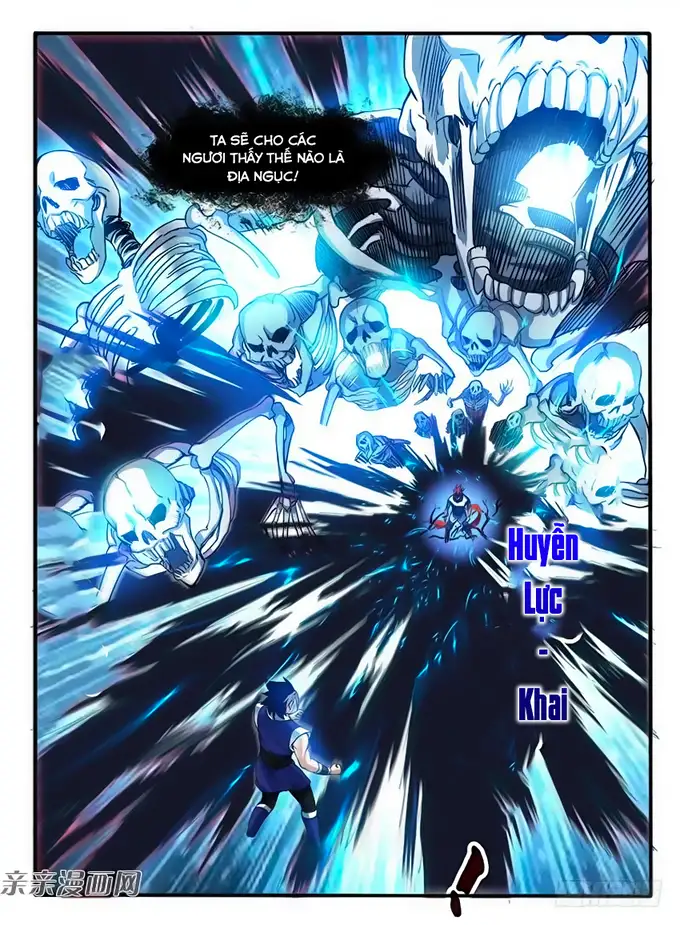 TA SẼ CHO CÁC
NGƯƠI THẤY THẾ NÀO LÀ
ĐỊA NGỤC!
Huyễn
Lực
-
Khai
亲亲漫画网